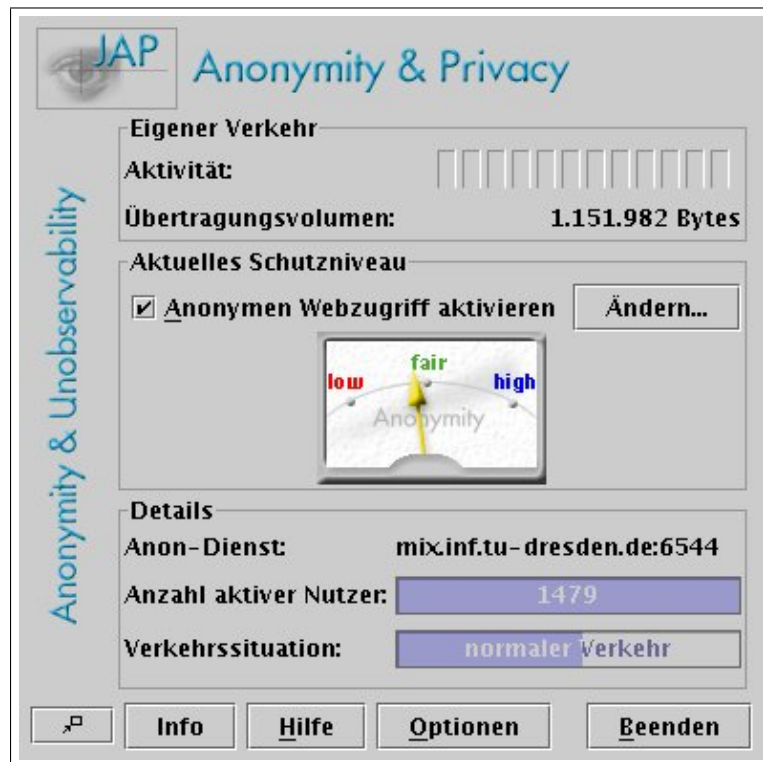 JAP Anonymity & Privacy
Anonymity & Unobservability
Eigener Verkehr
Aktivität:
Übertragungsvolumen: 1.151.982 Bytes
Aktuelles Schutzniveau
Anonymen Webzugriff aktivieren Ändern...
low fair high
Anonymity
Details
Anon-Dienst: mix.inf.tu-dresden.de:6544
Anzahl aktiver Nutzer: 1479
Verkehrssituation: normaler Verkehr
Info Hilfe Optionen Beenden